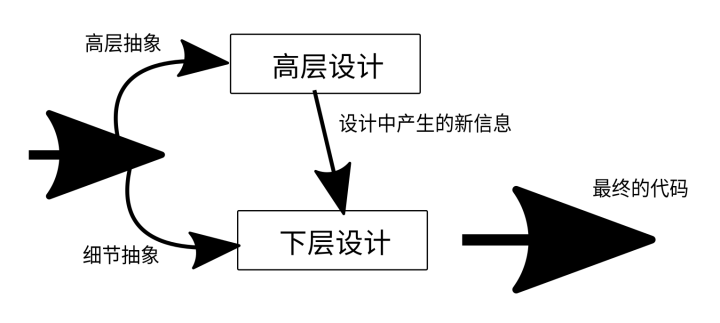 高层抽象
高层设计
设计中产生的新信息
最终的代码
下层设计
细节抽象